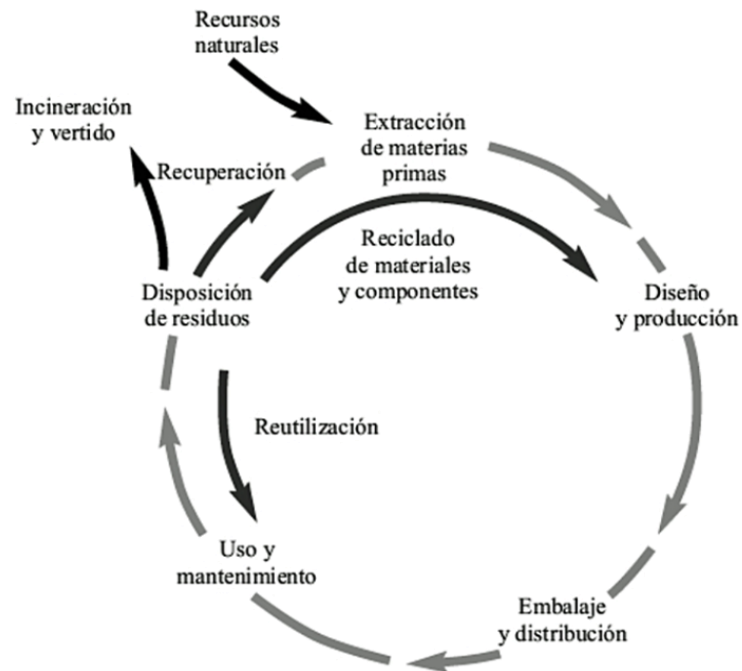 Recursos
naturales
Incineración
y vertido
Extracción
de materias
primas
Recuperación
Reciclado
de materiales
y componentes
Disposición
de residuos
Diseño
y producción
Reutilización
Uso y
mantenimiento
Embalaje
y distribución